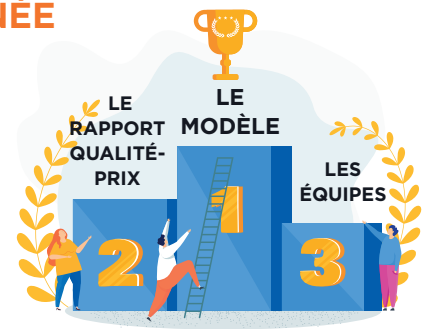 NÉE
LE
RAPPORT
QUALITÉ-
PRIX
LE
MODÈLE
LES
ÉQUIPES
2
1
3